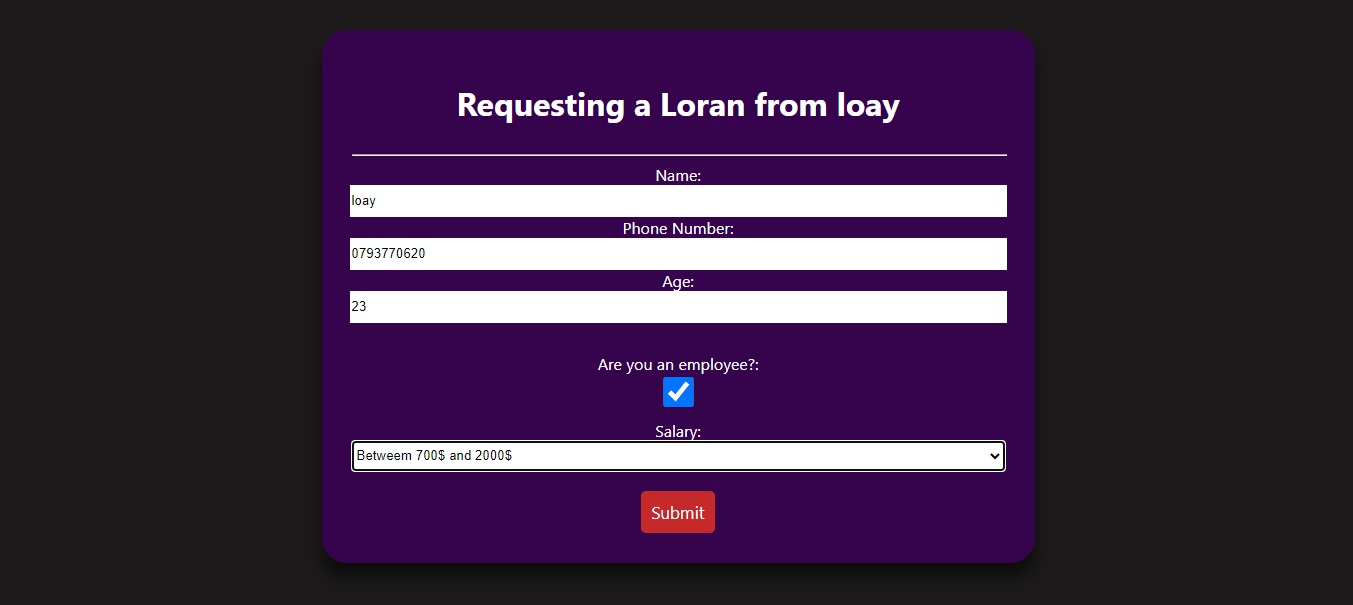 Requesting a Loran from loay
Name:
loay
Phone Number:
0793770620
Age:
23
Are you an employee?:
Salary:
Betweem 700$ and 2000$
Submit